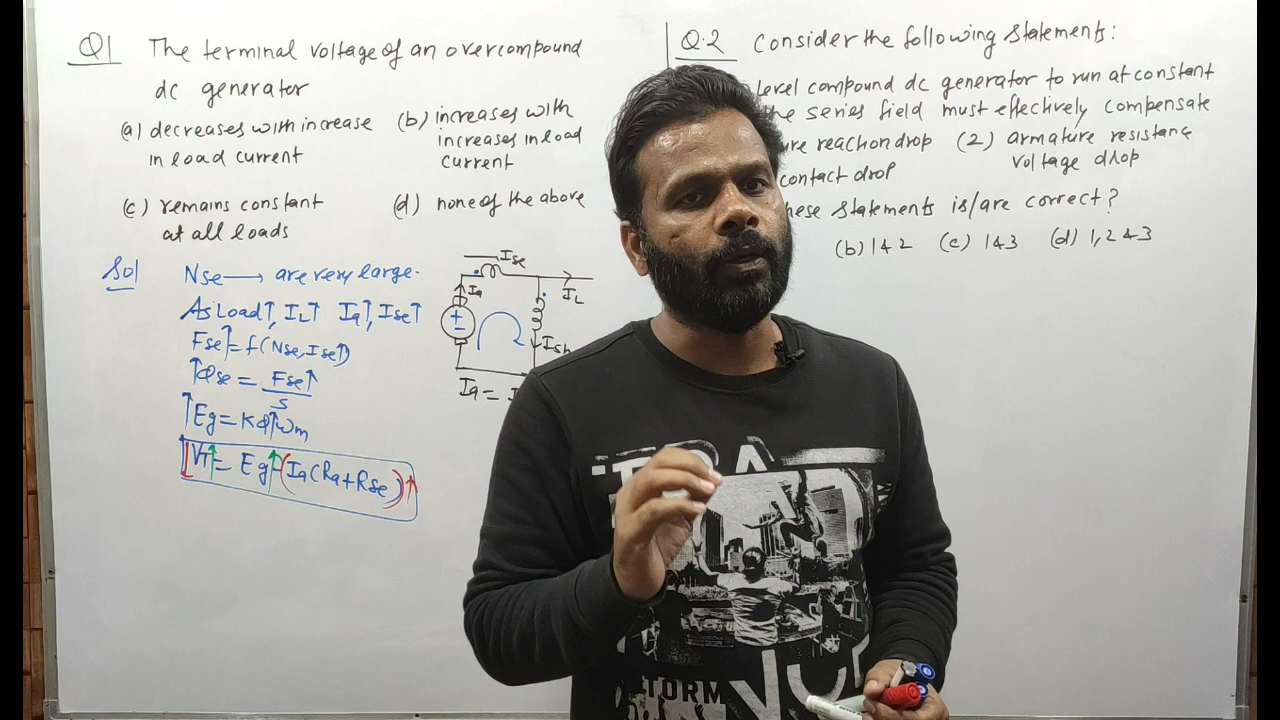 Q1 The terminal voltage of an overcompound
dc generator
(a) decreases with increase
in load current
(b) increases with
increases in load
current
(c) remains constant
at all loads
(d) none of the above
Sol Nse → are very large.
As Load↑, IL↑ Ia↑, Ise↑
Fse↑ = f(Nse, Ise↑)
↑φse = Fse↑/S
↑Eg = Kφ↑ωm
↓VT↑ = Eg↑-(Ia(Ra+Rse))↑
Ise
Ia
IL
+
-
Ish
Ia =
Q.2 Consider the following statements:
level compound dc generator to run at constant
the series field must effectively compensate
reaction drop (2) armature resistance
voltage drop
contact drop
these statements is/are correct?
(b) 1&2 (c) 1&3 (d) 1,2&3
TORM